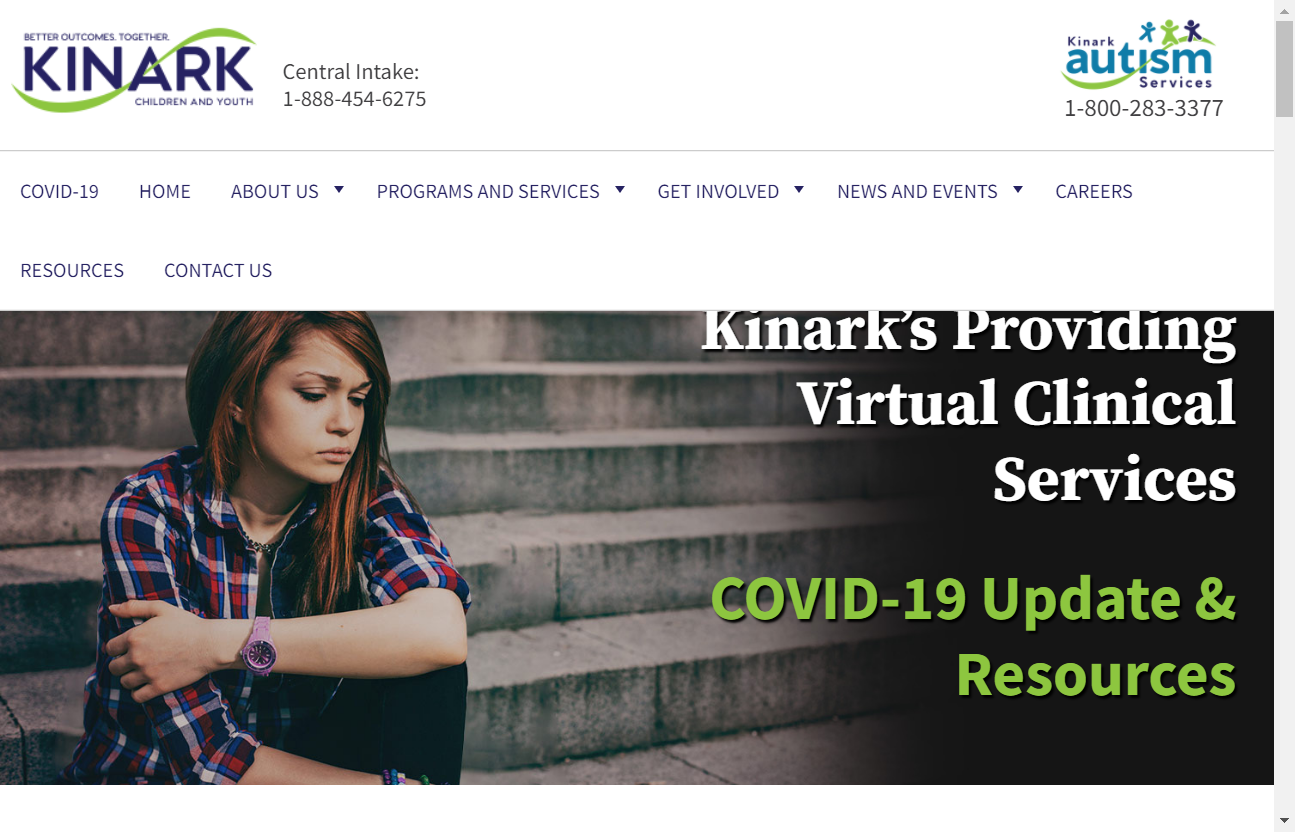 BETTER OUTCOMES. TOGETHER.
KINARK
CHILDREN AND YOUTH
Central Intake:
1-888-454-6275
Kinark
autism
Services
1-800-283-3377
COVID-19 HOME ABOUT US PROGRAMS AND SERVICES GET INVOLVED NEWS AND EVENTS CAREERS
RESOURCES CONTACT US
Kinark's Providing
Virtual Clinical
Services
COVID-19 Update &
Resources